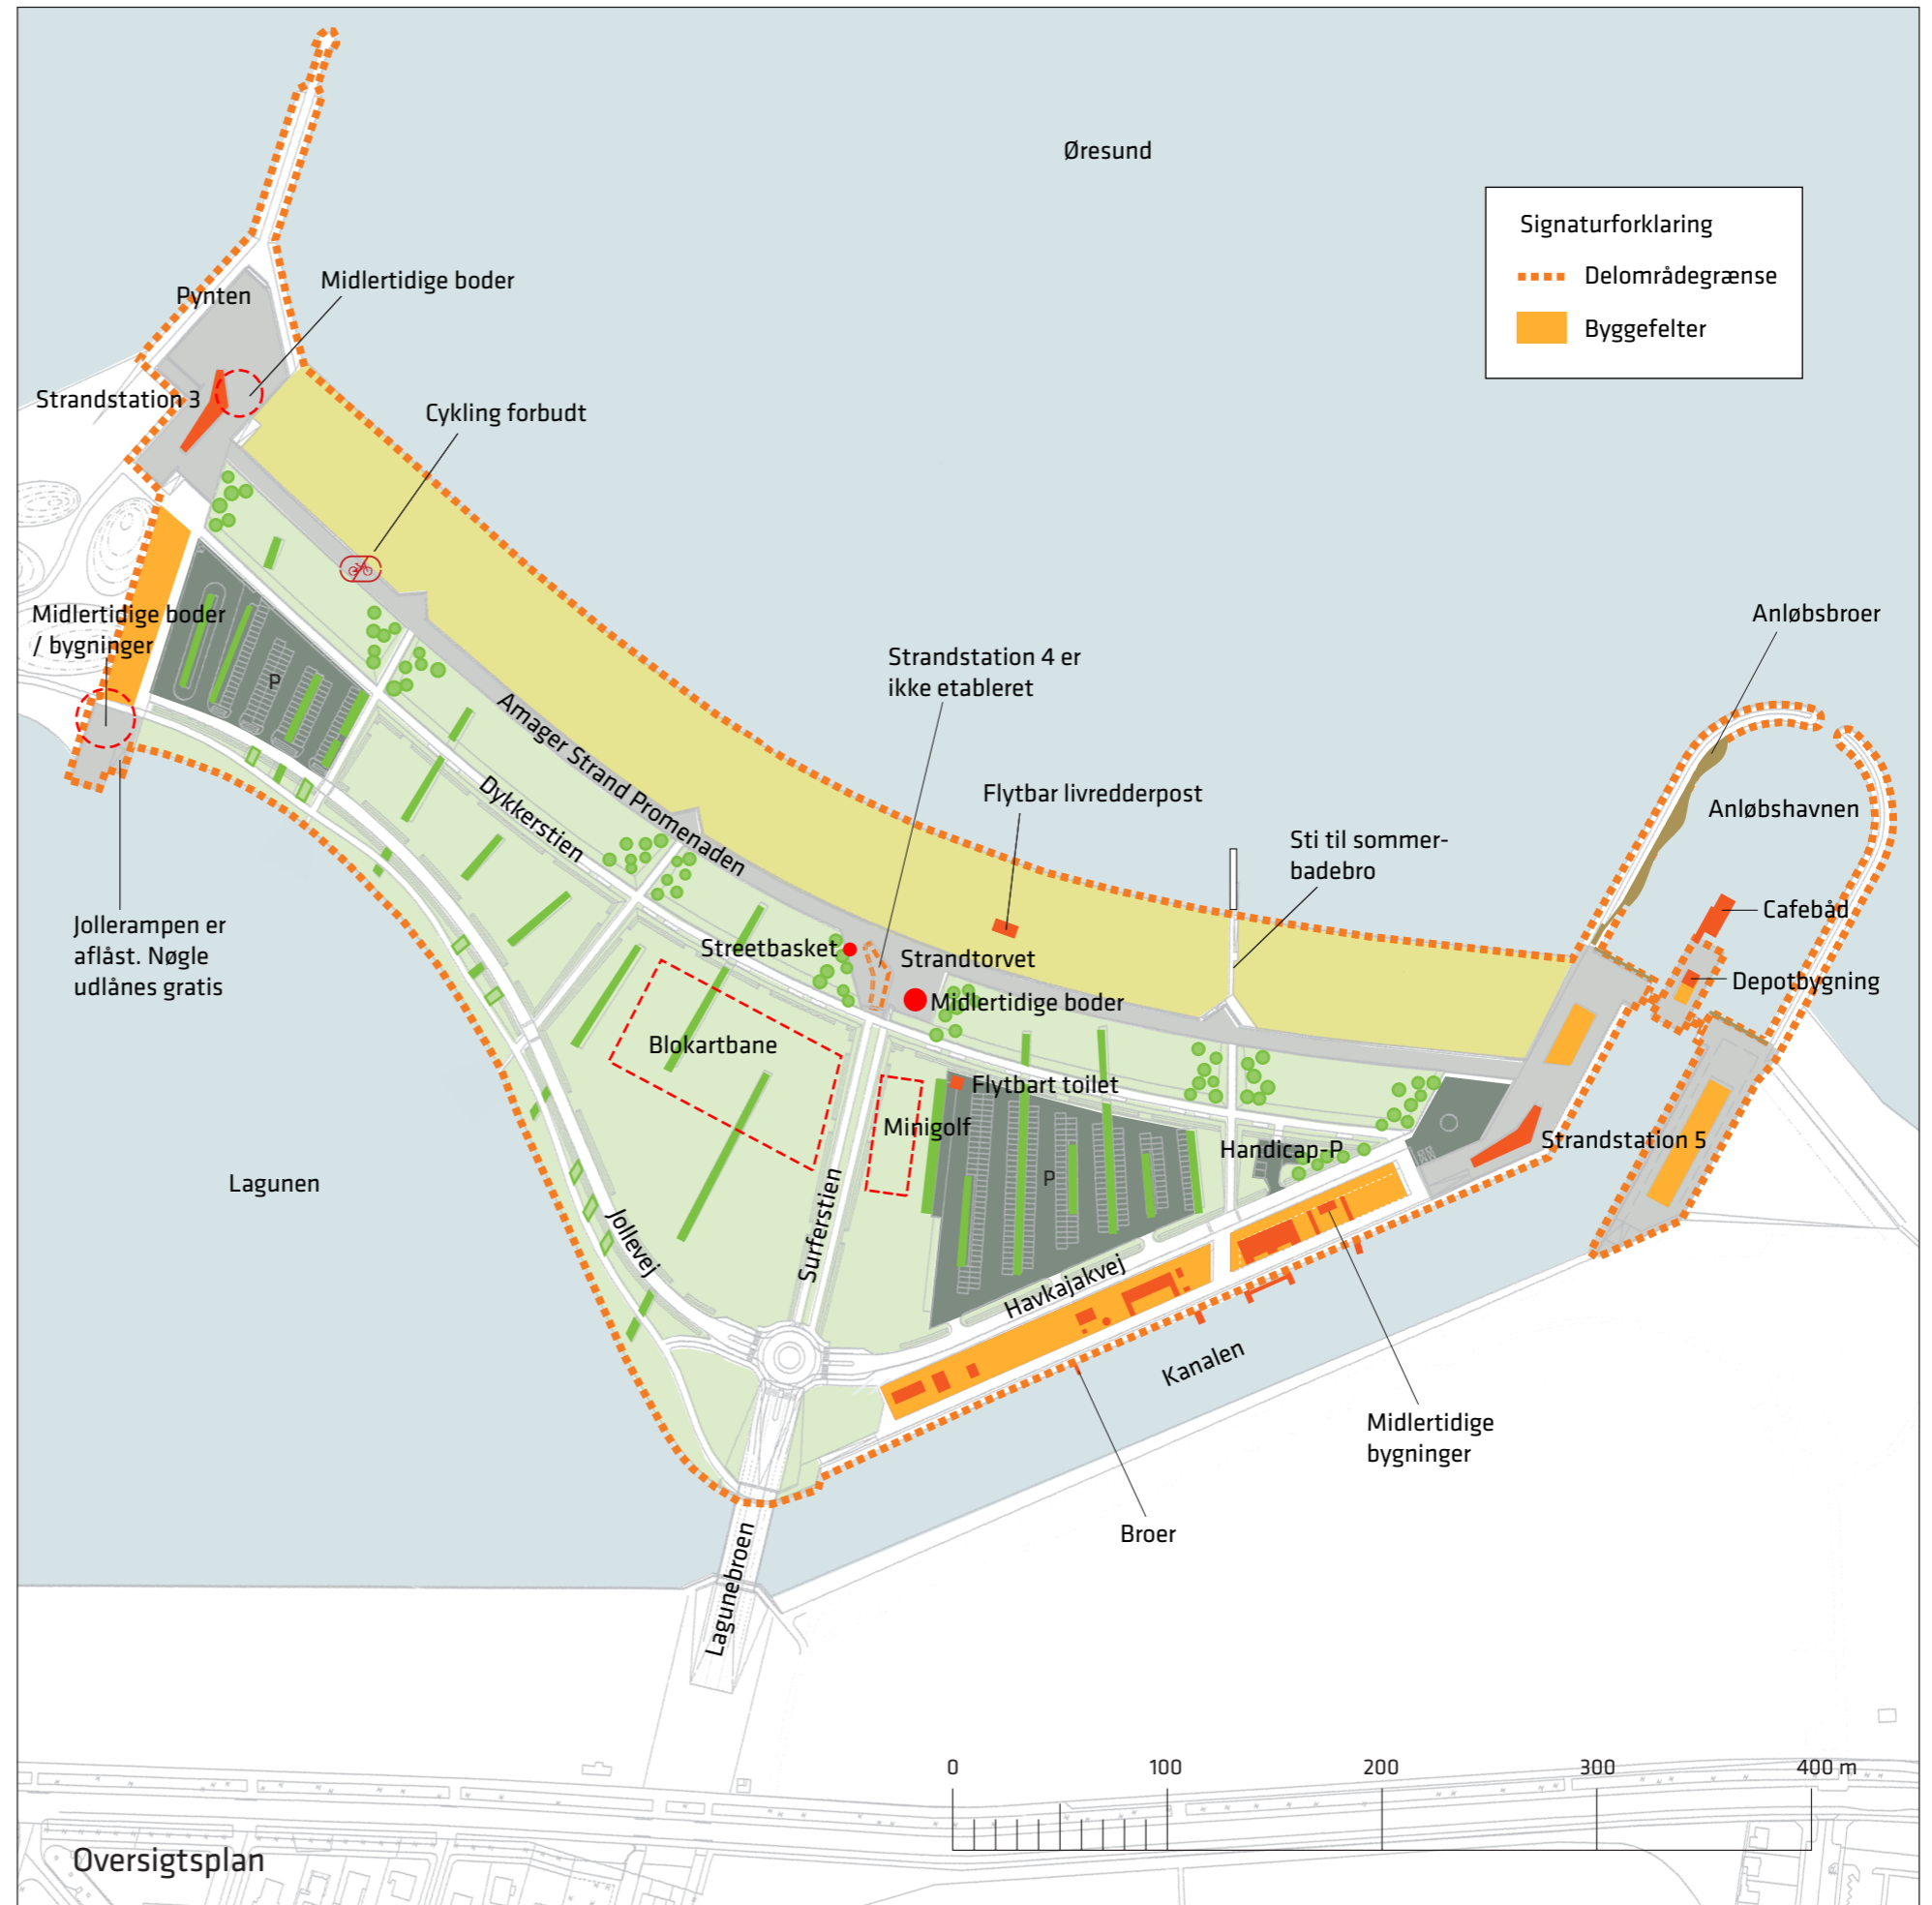 Øresund
Signaturforklaring
Delområdegrænse
Byggefelter
Midlertidige boder
Pynten
Strandstation 3
Cykling forbudt
Midlertidige boder
/ bygninger
P
Strandstation 4 er
ikke etableret
Anløbsbroer
Amager Strand Promenaden
Dykkerstien
Flytbar livredderpost
Anløbshavnen
Sti til sommer-
badebro
Jollerampen er
aflåst. Nøgle
udlånes gratis
Cafebåd
Streetbasket
Strandtorvet
Depotbygning
Midlertidige boder
Blokartbane
Flytbart toilet
Minigolf
Handicap-P
Strandstation 5
P
Lagunen
Jollevej
Surferstien
Havkajakvej
Kanalen
Midlertidige
bygninger
Broer
Lagunebroen
0 100 200 300 400 m
Oversigtsplan